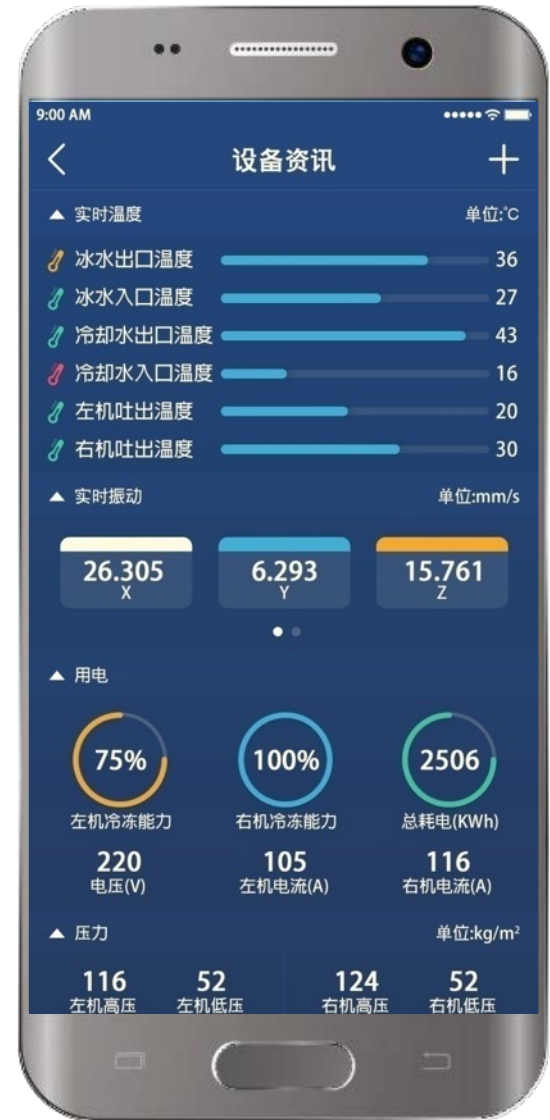 9:00 AM
设备资讯
实时温度 单位:℃
冰水出口温度 36
冰水入口温度 27
冷却水出口温度 43
冷却水入口温度 16
左机吐出温度 20
右机吐出温度 30
实时振动 单位:mm/s
26.305 6.293 15.761
X Y Z
用电
75% 100% 2506
左机冷冻能力 右机冷冻能力 总耗电(KWh)
220 105 116
电压(V) 左机电流(A) 右机电流(A)
压力 单位:kg/m²
116 52 124 52
左机高压 左机低压 右机高压 右机低压